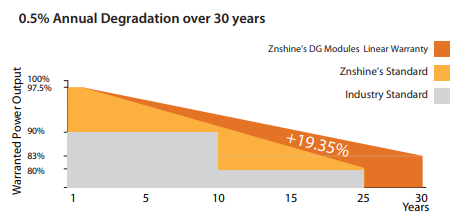 0.5% Annual Degradation over 30 years
Znshine's DG Modules Linear Warranty
Znshine's Standard
Industry Standard
Warranted Power Output
100%
97.5%
90%
83%
80%
+19.35%
1 5 10 15 25 30
Years